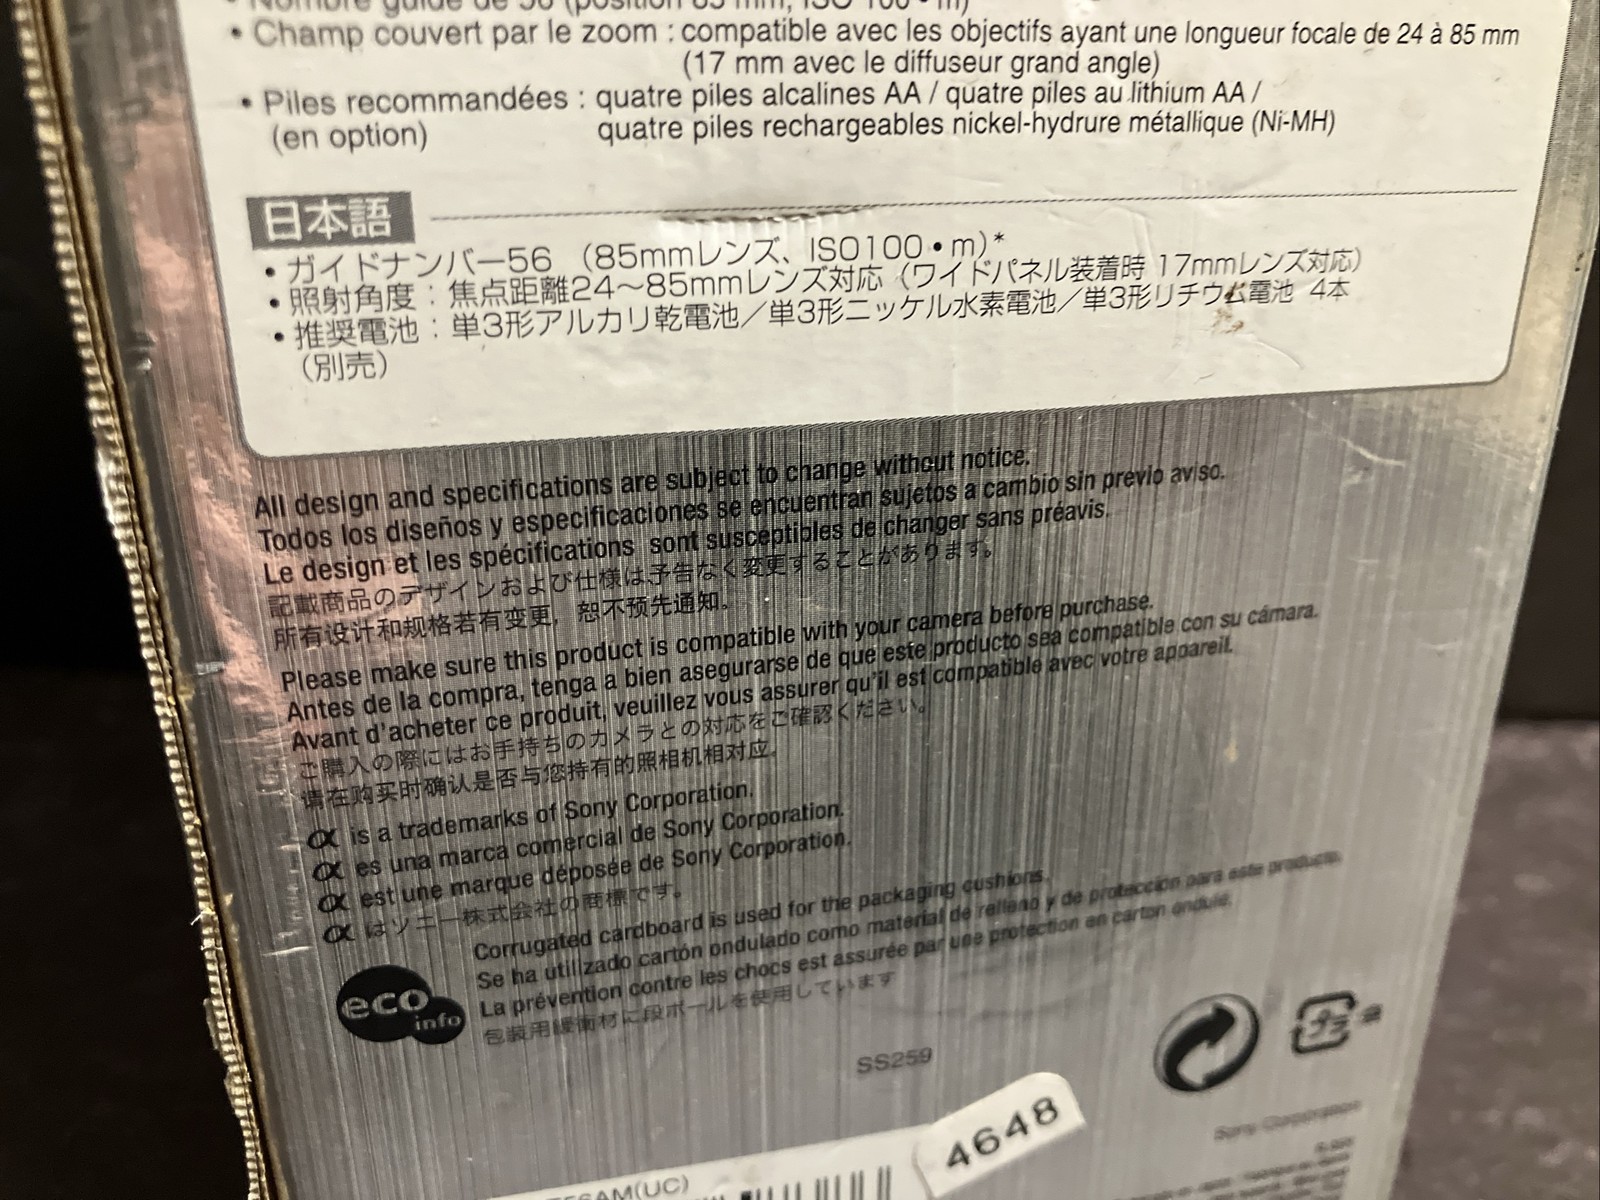 • Nombre guide de 56 (position 85 mm, ISO 100 • m)
• Champ couvert par le zoom : compatible avec les objectifs ayant une longueur focale de 24 à 85 mm
(17 mm avec le diffuseur grand angle)
• Piles recommandées : quatre piles alcalines AA / quatre piles au lithium AA /
(en option) quatre piles rechargeables nickel-hydrure métallique (Ni-MH)
日本語
• ガイドナンバー56 （85mmレンズ、ISO100•m)*
• 照射角度：焦点距離24〜85mmレンズ対応（ワイドパネル装着時 17mmレンズ対応）
• 推奨電池：単3形アルカリ乾電池／単3形ニッケル水素電池／単3形リチウム電池 4本
（別売）
All design and specifications are subject to change without notice.
Todos los diseños y especificaciones se encuentran sujetos a cambio sin previo aviso.
Le design et les spécifications sont susceptibles de changer sans préavis.
記載商品のデザインおよび仕様は予告なく変更することがあります。
所有设计和规格若有变更，恕不预先通知。
Please make sure this product is compatible with your camera before purchase.
Antes de la compra, tenga a bien asegurarse de que este producto sea compatible con su cámara.
Avant d'acheter ce produit, veuillez vous assurer qu'il est compatible avec votre appareil.
ご購入の際にはお手持ちのカメラとの対応をご確認ください。
请在购买时确认是否与您持有的照相机相对应。
α is a trademarks of Sony Corporation.
α es una marca comercial de Sony Corporation.
α est une marque déposée de Sony Corporation.
αはソニー株式会社の商標です。
Corrugated cardboard is used for the packaging cushions.
Se ha utilizado cartón ondulado como material de relleno y de protección para este producto.
La prévention contre les chocs est assurée par une protection en carton ondulé.
包装用緩衝材に段ボールを使用しています
eco
info
SS259
プラ
4648
Sony Corporation
AM(UC)